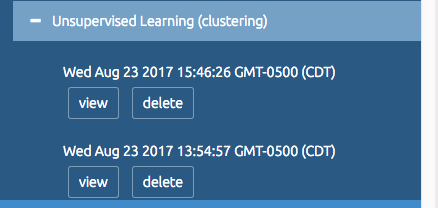 Unsupervised Learning (clustering)
Wed Aug 23 2017 15:46:26 GMT-0500 (CDT)
view delete
Wed Aug 23 2017 13:54:57 GMT-0500 (CDT)
view delete